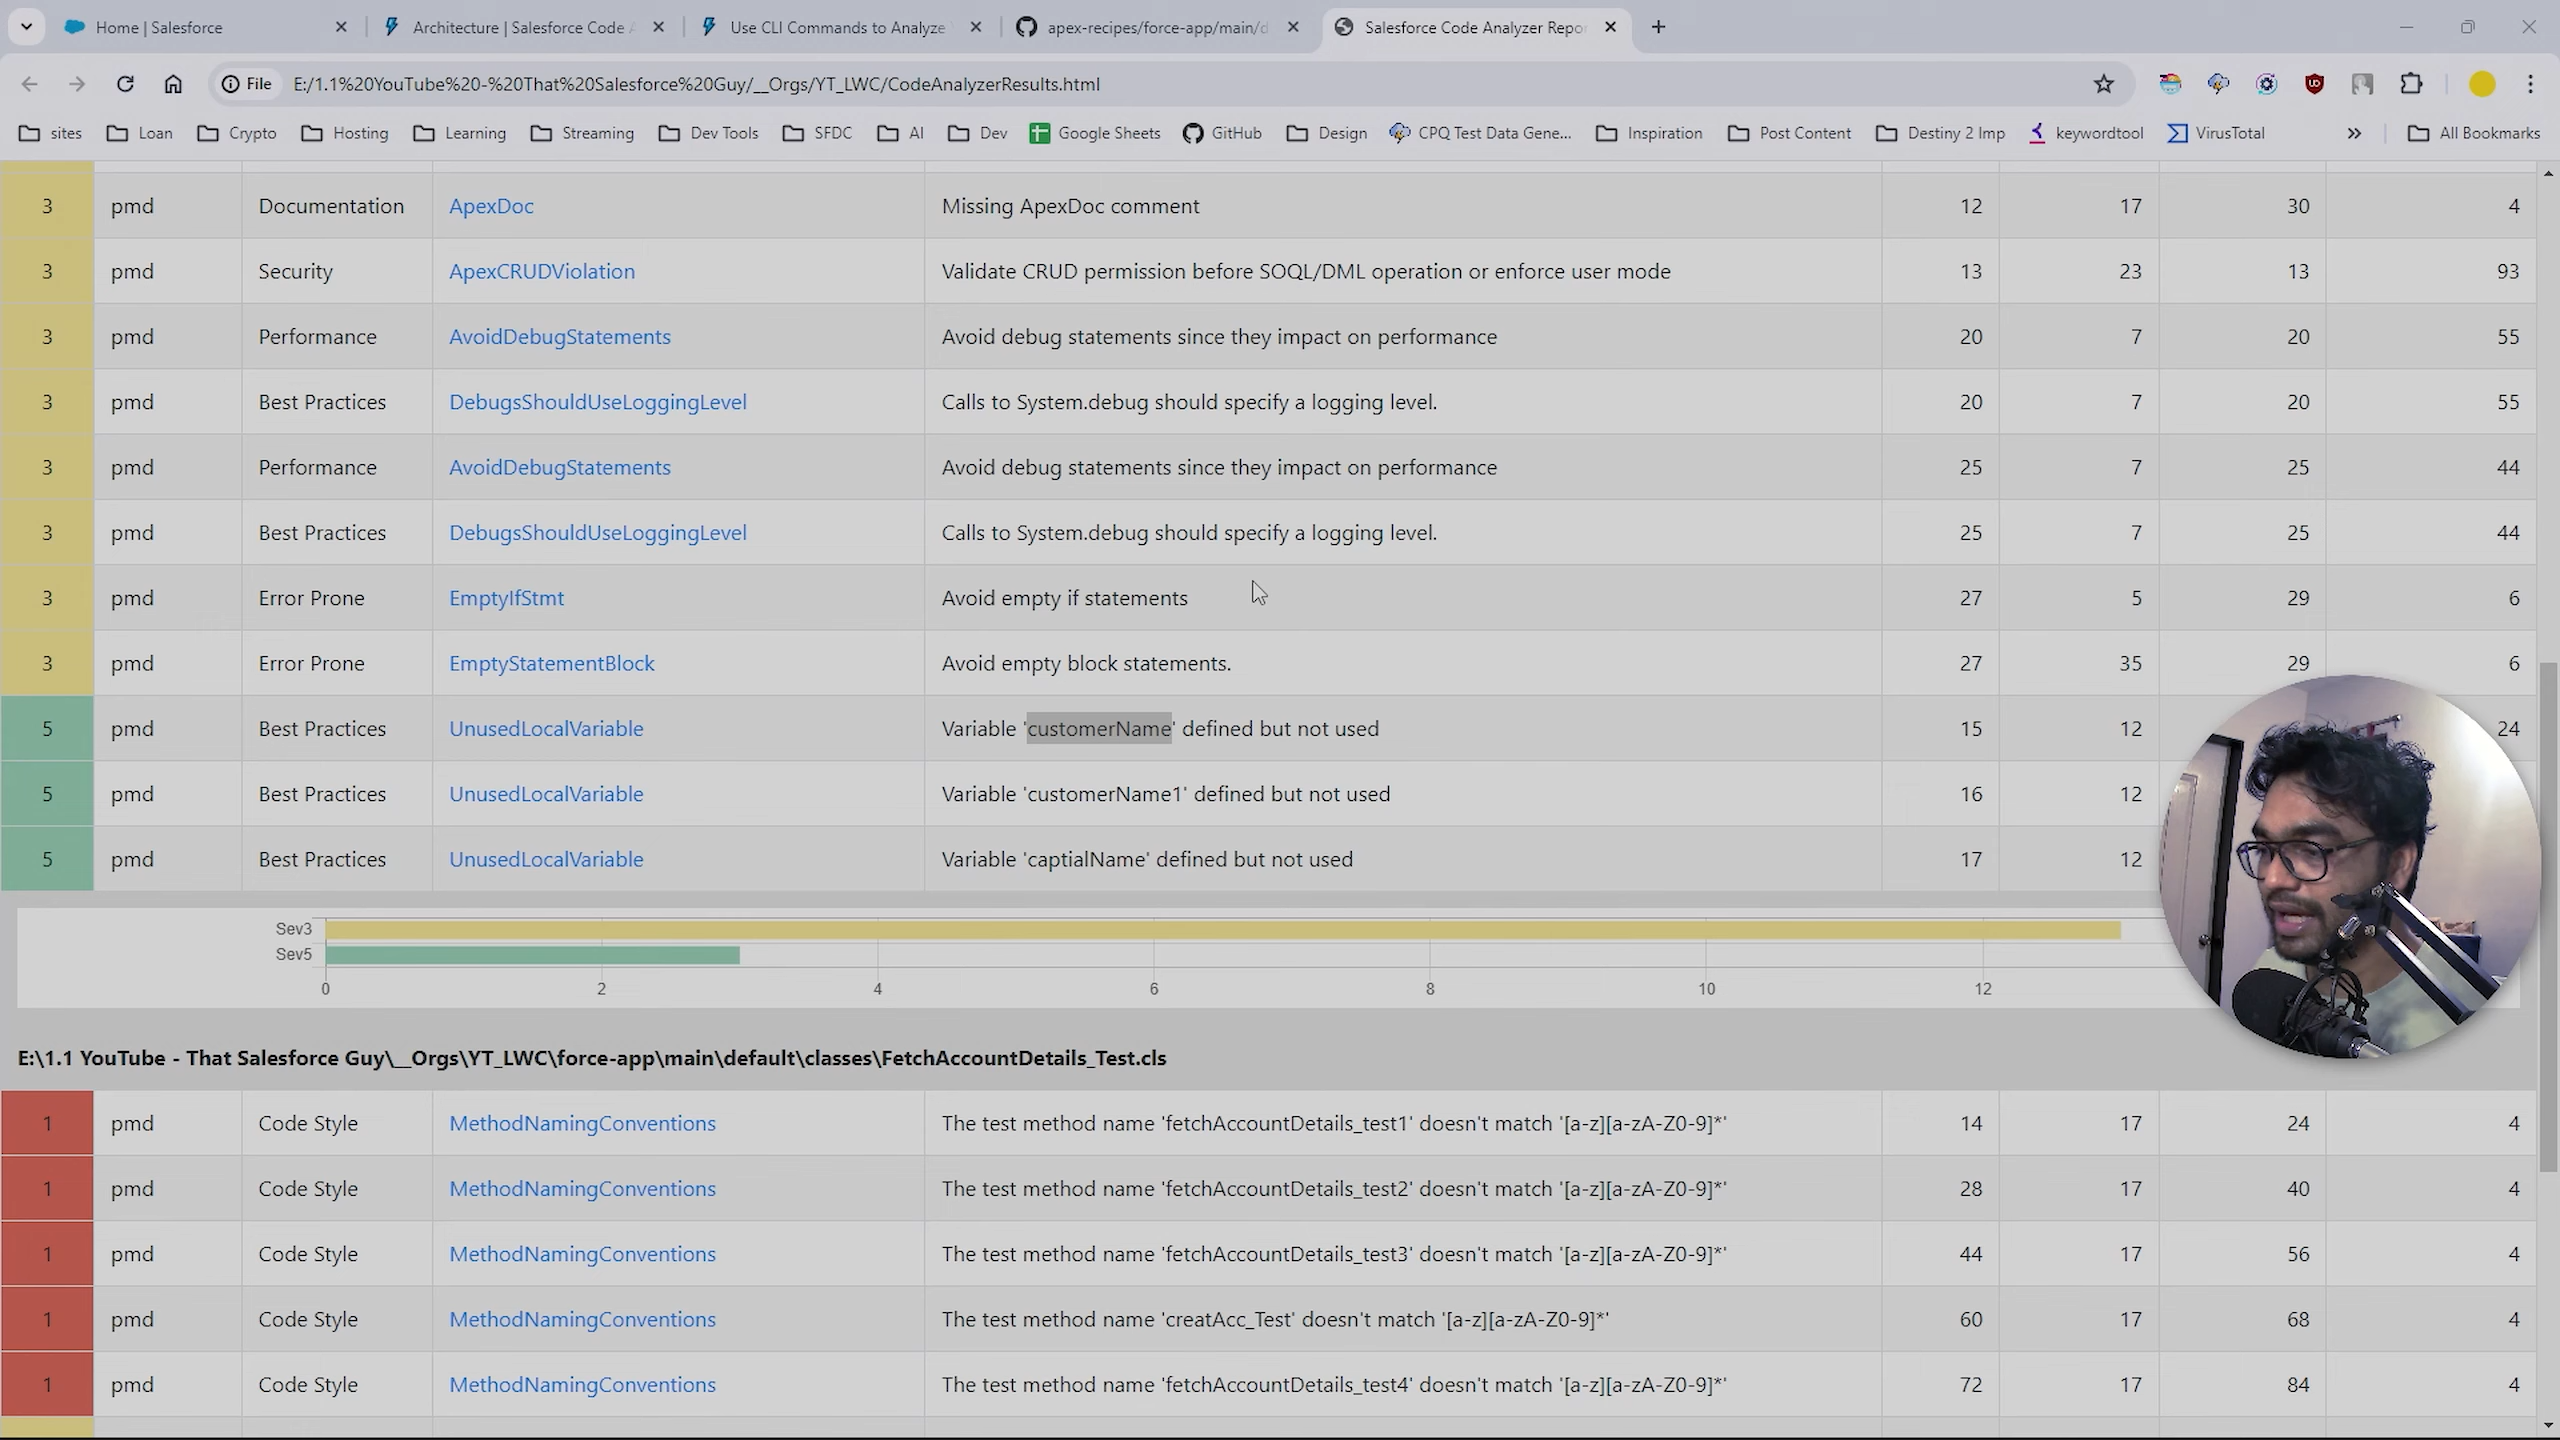 Home | Salesforce
Architecture | Salesforce Code A
Use CLI Commands to Analyze
apex-recipes/force-app/main/d
Salesforce Code Analyzer Repo
File E:/1.1%20YouTube%20-%20That%20Salesforce%20Guy/__Orgs/YT_LWC/CodeAnalyzerResults.html
sites Loan Crypto Hosting Learning Streaming Dev Tools SFDC AI Dev Google Sheets GitHub Design CPQ Test Data Gene... Inspiration Post Content Destiny 2 Imp keywordtool VirusTotal » All Bookmarks
3 pmd Documentation ApexDoc Missing ApexDoc comment 12 17 30 4
3 pmd Security ApexCRUDViolation Validate CRUD permission before SOQL/DML operation or enforce user mode 13 23 13 93
3 pmd Performance AvoidDebugStatements Avoid debug statements since they impact on performance 20 7 20 55
3 pmd Best Practices DebugsShouldUseLoggingLevel Calls to System.debug should specify a logging level. 20 7 20 55
3 pmd Performance AvoidDebugStatements Avoid debug statements since they impact on performance 25 7 25 44
3 pmd Best Practices DebugsShouldUseLoggingLevel Calls to System.debug should specify a logging level. 25 7 25 44
3 pmd Error Prone EmptyIfStmt Avoid empty if statements 27 5 29 6
3 pmd Error Prone EmptyStatementBlock Avoid empty block statements. 27 35 29 6
5 pmd Best Practices UnusedLocalVariable Variable 'customerName' defined but not used 15 12 24
5 pmd Best Practices UnusedLocalVariable Variable 'customerName1' defined but not used 16 12
5 pmd Best Practices UnusedLocalVariable Variable 'captialName' defined but not used 17 12
Sev3
Sev5
0 2 4 6 8 10 12
E:\1.1 YouTube - That Salesforce Guy\__Orgs\YT_LWC\force-app\main\default\classes\FetchAccountDetails_Test.cls
1 pmd Code Style MethodNamingConventions The test method name 'fetchAccountDetails_test1' doesn't match '[a-z][a-zA-Z0-9]*' 14 17 24 4
1 pmd Code Style MethodNamingConventions The test method name 'fetchAccountDetails_test2' doesn't match '[a-z][a-zA-Z0-9]*' 28 17 40 4
1 pmd Code Style MethodNamingConventions The test method name 'fetchAccountDetails_test3' doesn't match '[a-z][a-zA-Z0-9]*' 44 17 56 4
1 pmd Code Style MethodNamingConventions The test method name 'creatAcc_Test' doesn't match '[a-z][a-zA-Z0-9]*' 60 17 68 4
1 pmd Code Style MethodNamingConventions The test method name 'fetchAccountDetails_test4' doesn't match '[a-z][a-zA-Z0-9]*' 72 17 84 4